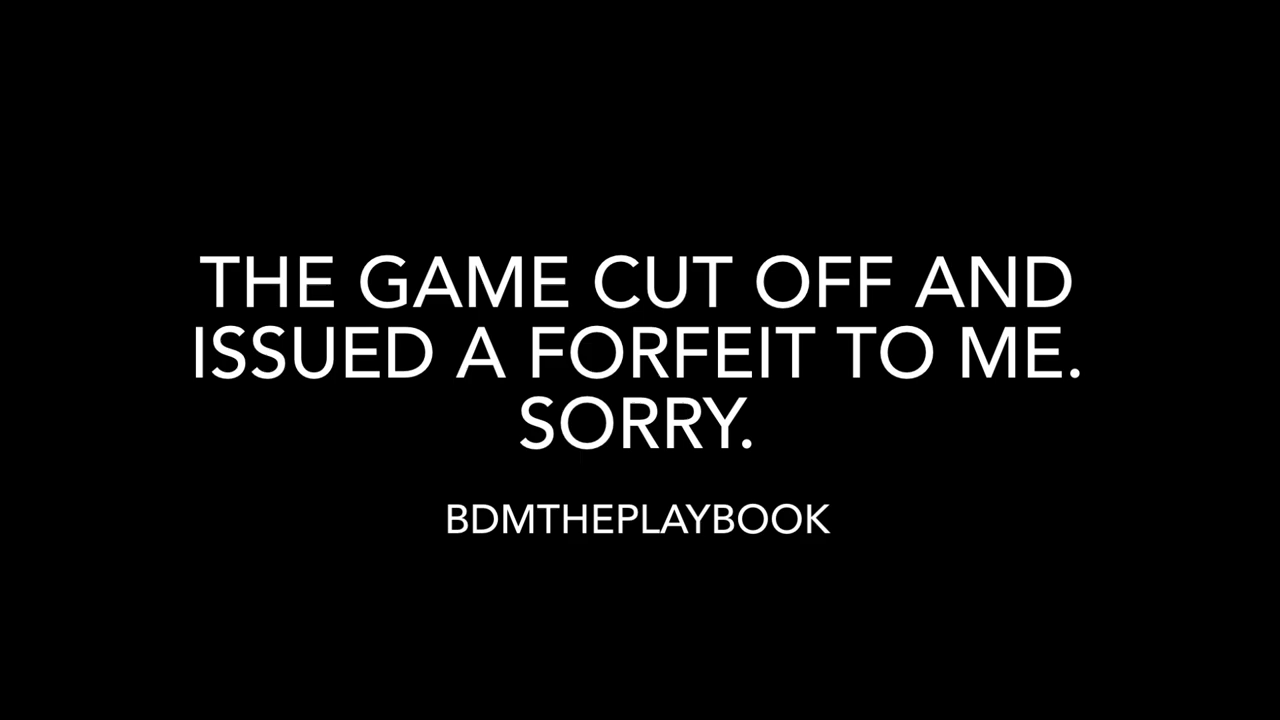 THE GAME CUT OFF AND
ISSUED A FORFEIT TO ME.
SORRY.
BDMTHEPLAYBOOK